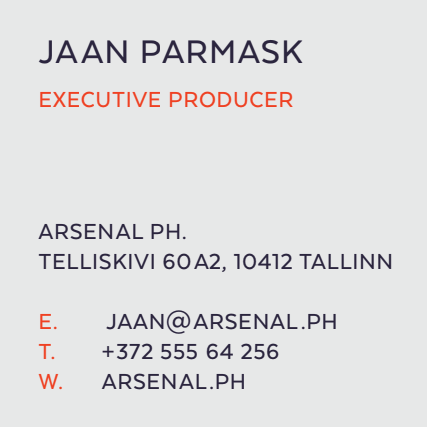 JAAN PARMASK
EXECUTIVE PRODUCER
ARSENAL PH.
TELLISKIVI 60A2, 10412 TALLINN
E. JAAN@ARSENAL.PH
T. +372 555 64 256
W. ARSENAL.PH